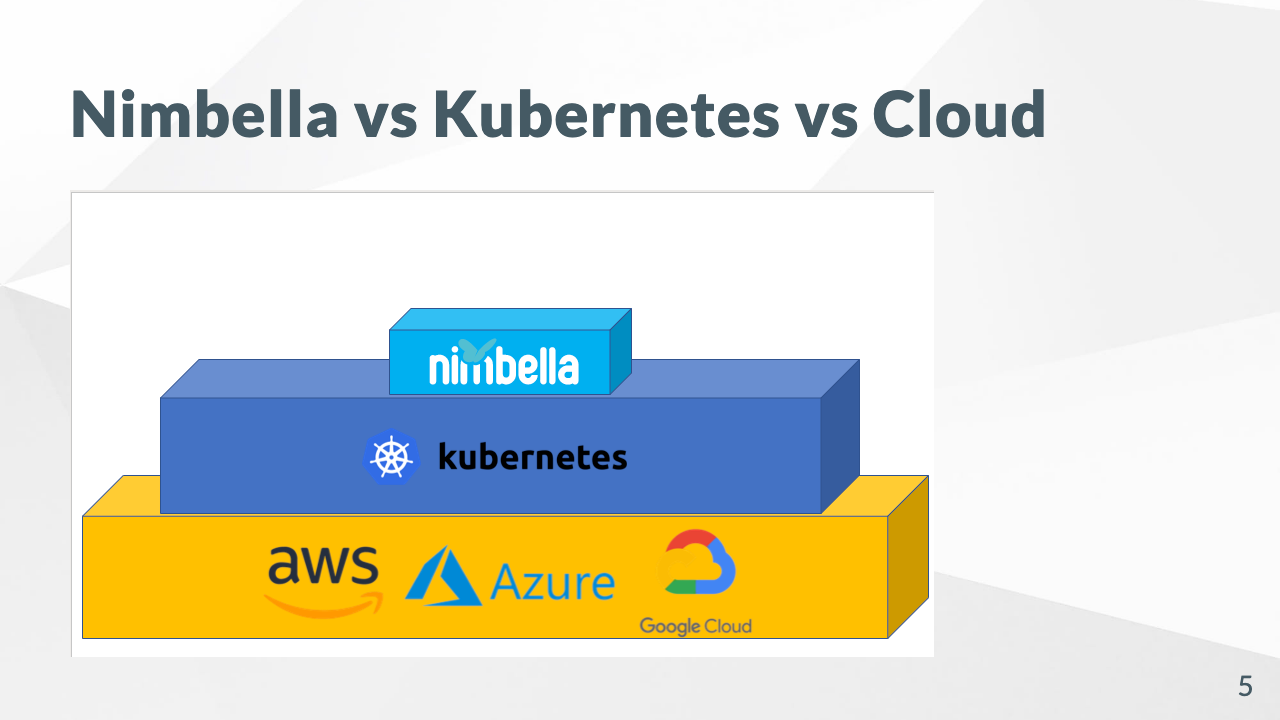 Nimbella vs Kubernetes vs Cloud
nimbella
kubernetes
aws
Azure
Google Cloud
5